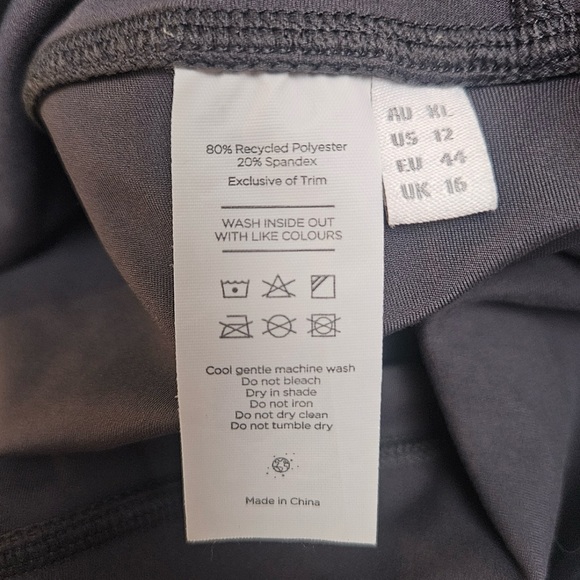 80% Recycled Polyester
20% Spandex
Exclusive of Trim
WASH INSIDE OUT
WITH LIKE COLOURS
Cool gentle machine wash
Do not bleach
Dry in shade
Do not iron
Do not dry clean
Do not tumble dry
Made in China
AU XL
US 12
EU 44
UK 16